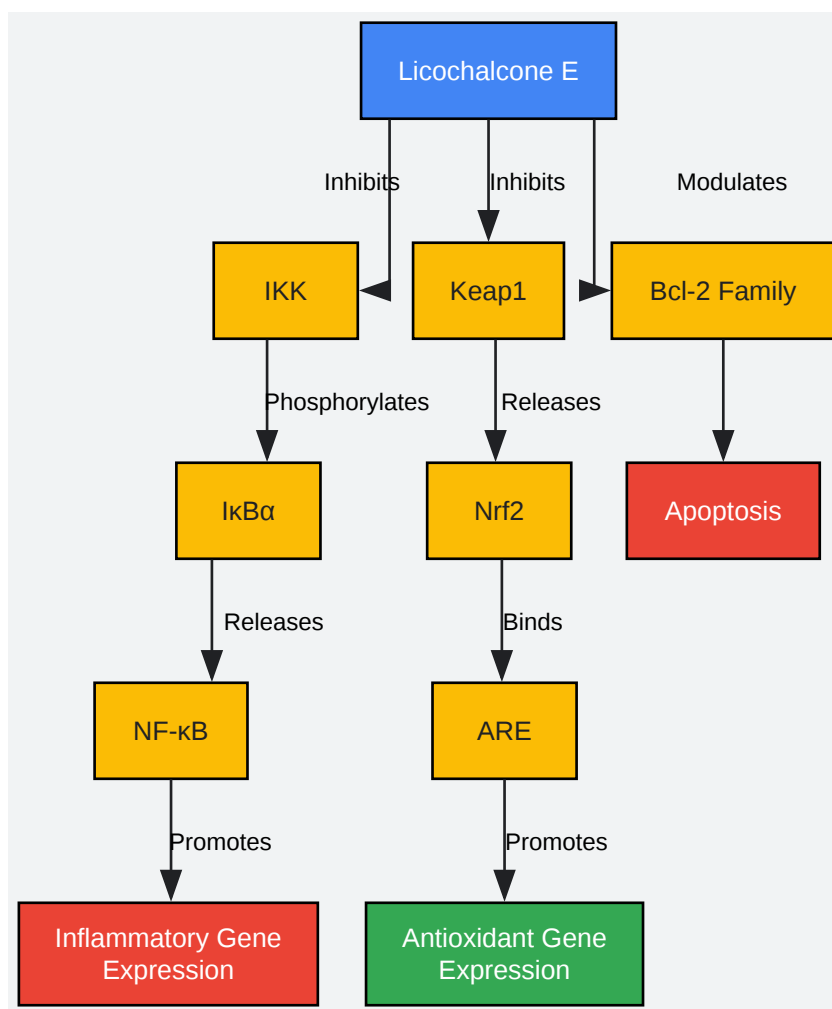 Licochalcone E
Inhibits
Inhibits
Modulates
IKK
Keap1
Bcl-2 Family
Phosphorylates
Releases
IκBα
Nrf2
Apoptosis
Releases
Binds
NF-κB
ARE
Promotes
Promotes
Inflammatory Gene
Expression
Antioxidant Gene
Expression